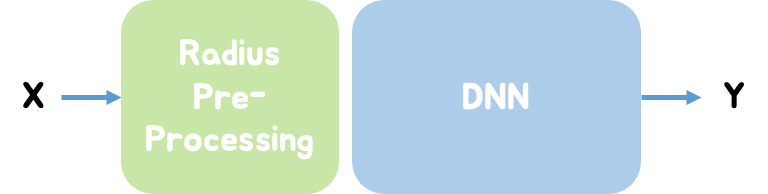 X
Radius
Pre-
Processing
DNN
Y